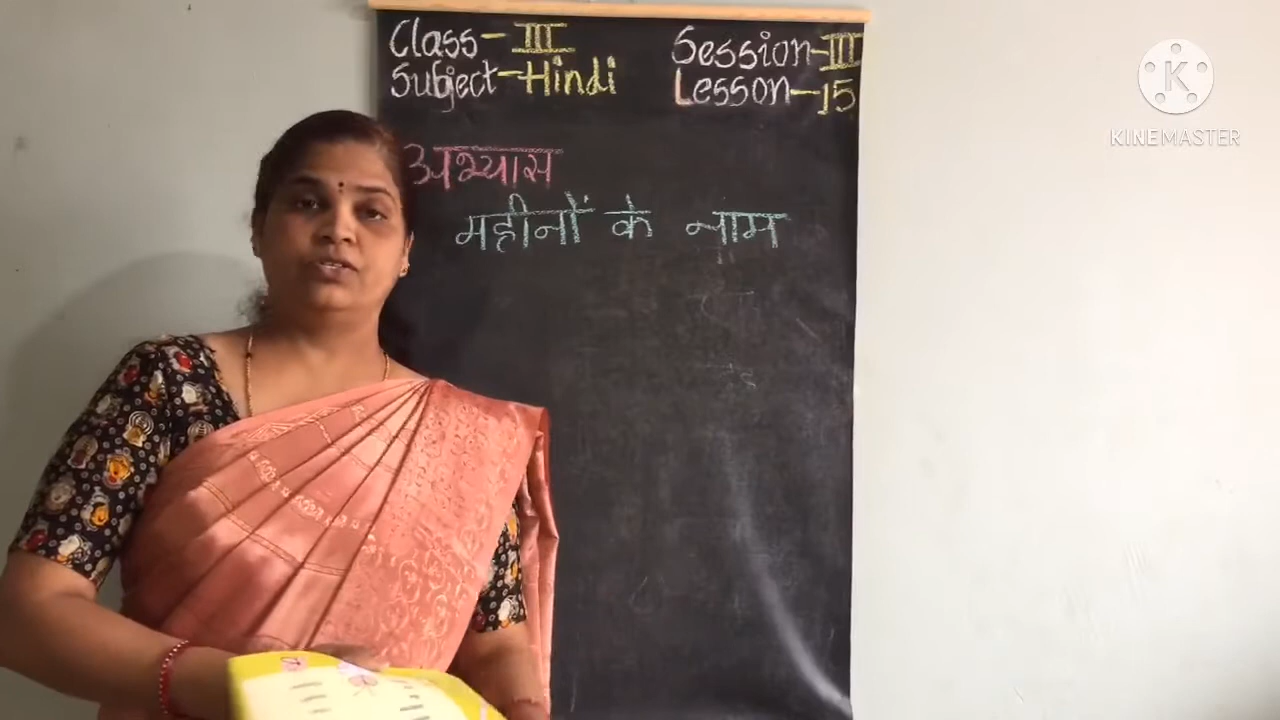 Class-III
Subject-Hindi
Session-III
Lesson-15
अभ्यास
महीनों के नाम
K
KINEMASTER